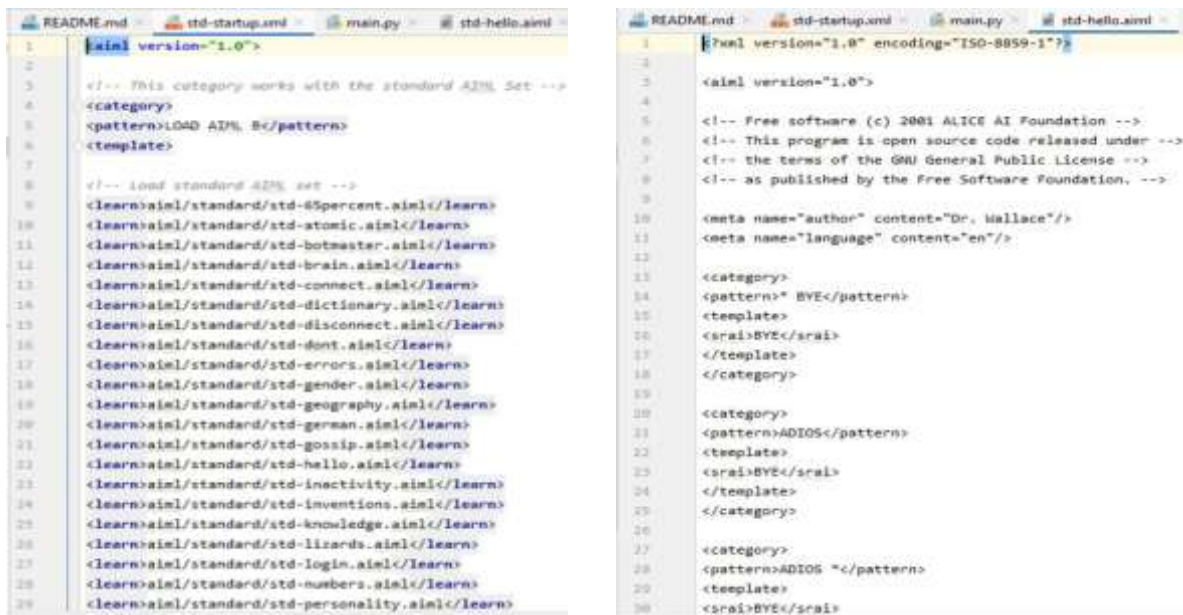 README.md std-startup.xml main.py std-hello.aiml
1 <aiml version="1.0">
2
3 <!-- This category works with the standard AIML Set -->
4 <category>
5 <pattern>LOAD AIML B</pattern>
6 <template>
7
8 <!-- Load standard AIML set -->
9 <learn>aiml/standard/std-65percent.aiml</learn>
10 <learn>aiml/standard/std-atomic.aiml</learn>
11 <learn>aiml/standard/std-botmaster.aiml</learn>
12 <learn>aiml/standard/std-brain.aiml</learn>
13 <learn>aiml/standard/std-connect.aiml</learn>
14 <learn>aiml/standard/std-dictionary.aiml</learn>
15 <learn>aiml/standard/std-disconnect.aiml</learn>
16 <learn>aiml/standard/std-dont.aiml</learn>
17 <learn>aiml/standard/std-errors.aiml</learn>
18 <learn>aiml/standard/std-gender.aiml</learn>
19 <learn>aiml/standard/std-geography.aiml</learn>
20 <learn>aiml/standard/std-german.aiml</learn>
21 <learn>aiml/standard/std-gossip.aiml</learn>
22 <learn>aiml/standard/std-hello.aiml</learn>
23 <learn>aiml/standard/std-inactivity.aiml</learn>
24 <learn>aiml/standard/std-inventions.aiml</learn>
25 <learn>aiml/standard/std-knowledge.aiml</learn>
26 <learn>aiml/standard/std-lizards.aiml</learn>
27 <learn>aiml/standard/std-login.aiml</learn>
28 <learn>aiml/standard/std-numbers.aiml</learn>
29 <learn>aiml/standard/std-personality.aiml</learn>
README.md std-startup.xml main.py std-hello.aiml
1 <?xml version="1.0" encoding="ISO-8859-1"?>
2
3 <aiml version="1.0">
4
5 <!-- Free software (c) 2001 ALICE AI Foundation -->
6 <!-- This program is open source code released under -->
7 <!-- the terms of the GNU General Public License -->
8 <!-- as published by the Free Software Foundation. -->
9
10 <meta name="author" content="Dr. Wallace"/>
11 <meta name="language" content="en"/>
12
13 <category>
14 <pattern>* BYE</pattern>
15 <template>
16 <srai>BYE</srai>
17 </template>
18 </category>
19
20 <category>
21 <pattern>ADIOS</pattern>
22 <template>
23 <srai>BYE</srai>
24 </template>
25 </category>
26
27 <category>
28 <pattern>ADIOS *</pattern>
29 <template>
30 <srai>BYE</srai>